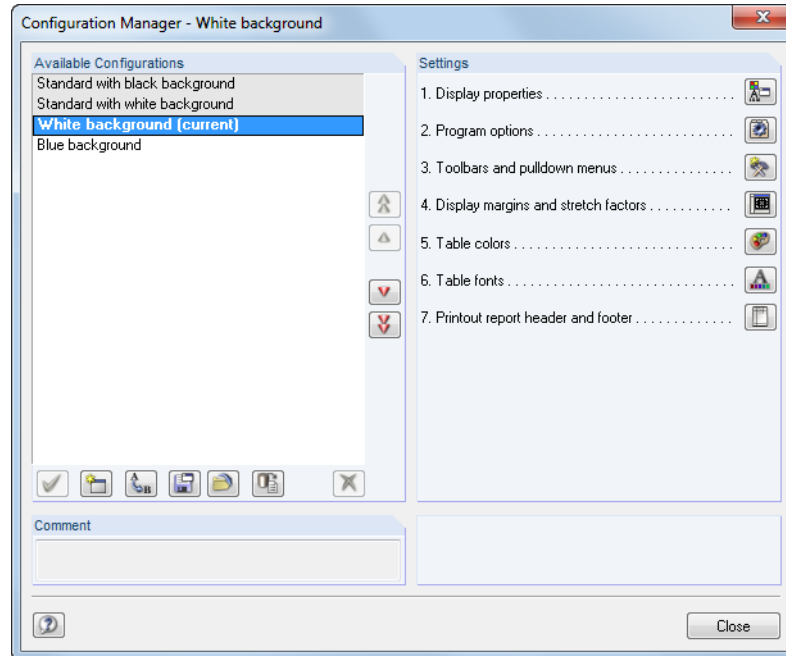 Configuration Manager - White background
Available Configurations
Standard with black background
Standard with white background
White background (current)
Blue background
Comment
Settings
1. Display properties . . . . . . . . . . . . . . . . . . . . . . . .
2. Program options . . . . . . . . . . . . . . . . . . . . . . . . .
3. Toolbars and pulldown menus . . . . . . . . . . . . . .
4. Display margins and stretch factors . . . . . . . . . . .
5. Table colors . . . . . . . . . . . . . . . . . . . . . . . . . . . .
6. Table fonts . . . . . . . . . . . . . . . . . . . . . . . . . . . . .
7. Printout report header and footer . . . . . . . . . . . . .
Close